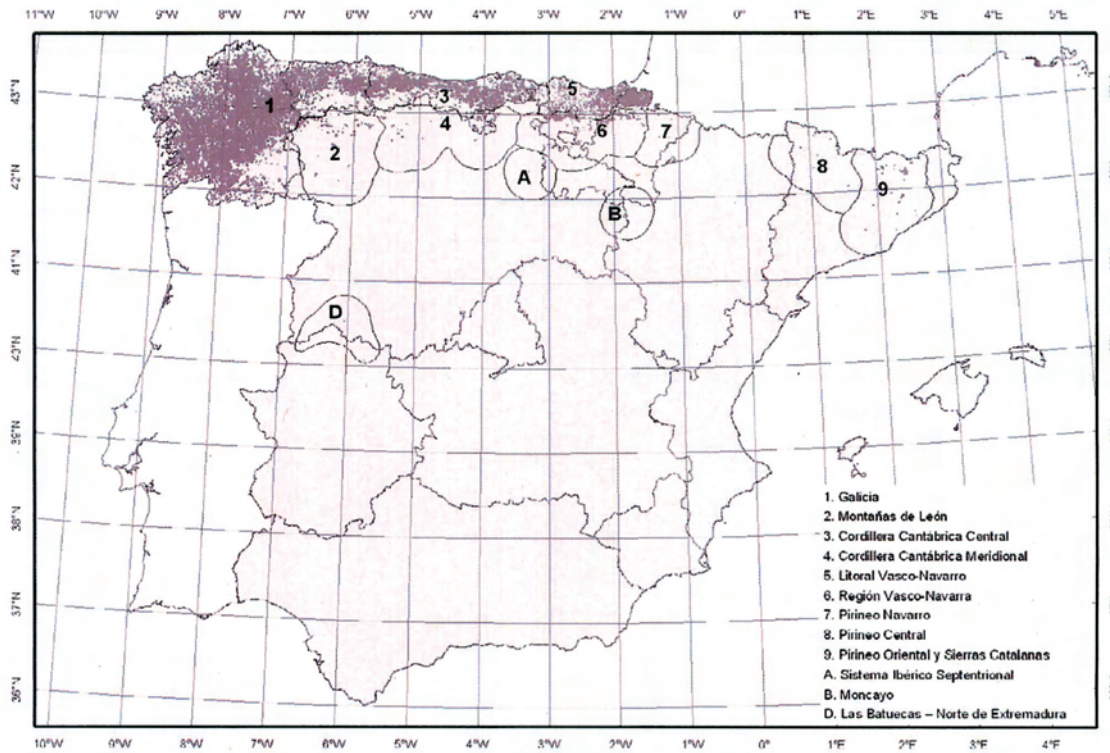 11°W 10°W 9°W 8°W 7°W 6°W 5°W 4°W 3°W 2°W 1°W 0°E 1°E 2°E 3°E 4°E 5°E
43°N
42°N
41°N
40°N
39°N
38°N
37°N
36°N
1
2
3
4
5
6
7
8
9
A
B
D
1. Galicia
2. Montañas de León
3. Cordillera Cantábrica Central
4. Cordillera Cantábrica Meridional
5. Litoral Vasco-Navarro
6. Región Vasco-Navarra
7. Pirineo Navarro
8. Pirineo Central
9. Pirineo Oriental y Sierras Catalanas
A. Sistema Ibérico Septentrional
B. Moncayo
D. Las Batuecas – Norte de Extremadura
10°W 9°W 8°W 7°W 6°W 5°W 4°W 3°W 2°W 1°W 0° 1°E 2°E 3°E 4°E